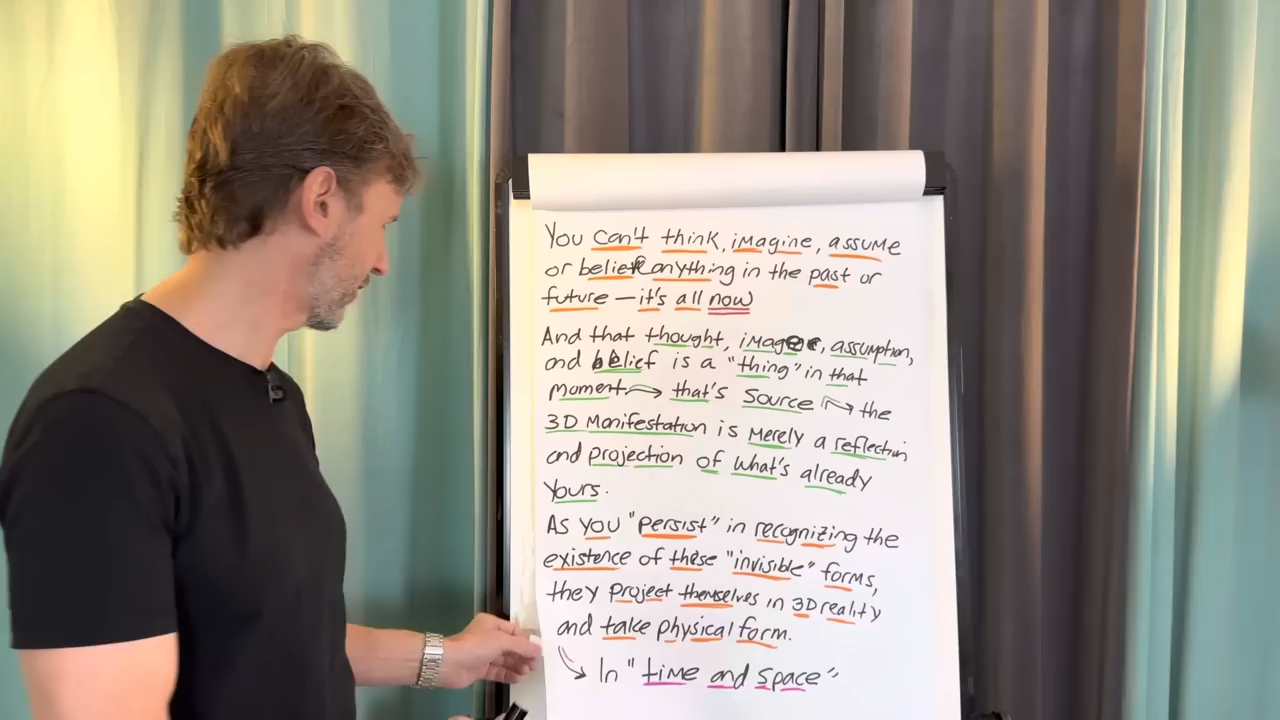 You can't think, imagine, assume
or believe anything in the past or
future — it's all now
And that thought, image, assumption,
and belief is a "thing" in that
moment → that's source → the
3D manifestation is merely a reflection
and projection of what's already
yours.
As you "persist" in recognizing the
existence of these "invisible" forms,
they project themselves in 3D reality
and take physical form.
→ In "time and space"